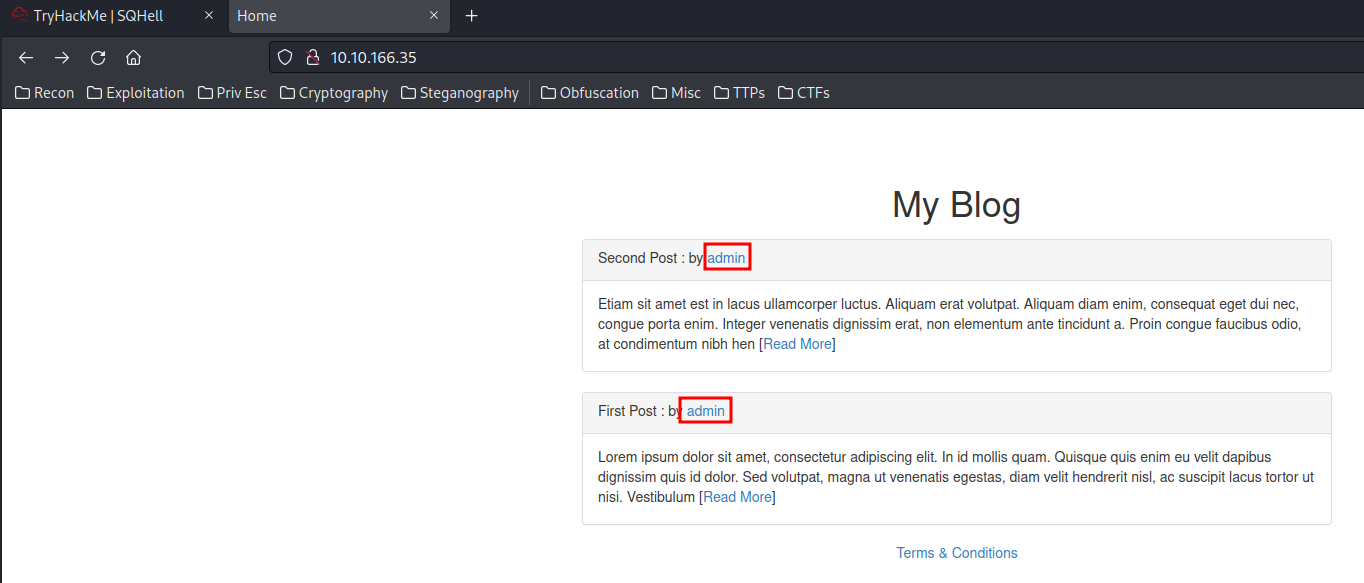 TryHackMe | SQHell
Home
10.10.166.35
Recon Exploitation Priv Esc Cryptography Steganography Obfuscation Misc TTPs CTFs
My Blog
Second Post : by admin
Etiam sit amet est in lacus ullamcorper luctus. Aliquam erat volutpat. Aliquam diam enim, consequat eget dui nec,
congue porta enim. Integer venenatis dignissim erat, non elementum ante tincidunt a. Proin congue faucibus odio,
at condimentum nibh hen [Read More]
First Post : by admin
Lorem ipsum dolor sit amet, consectetur adipiscing elit. In id mollis quam. Quisque quis enim eu velit dapibus
dignissim quis id dolor. Sed volutpat, magna ut venenatis egestas, diam velit hendrerit nisl, ac suscipit lacus tortor ut
nisi. Vestibulum [Read More]
Terms & Conditions